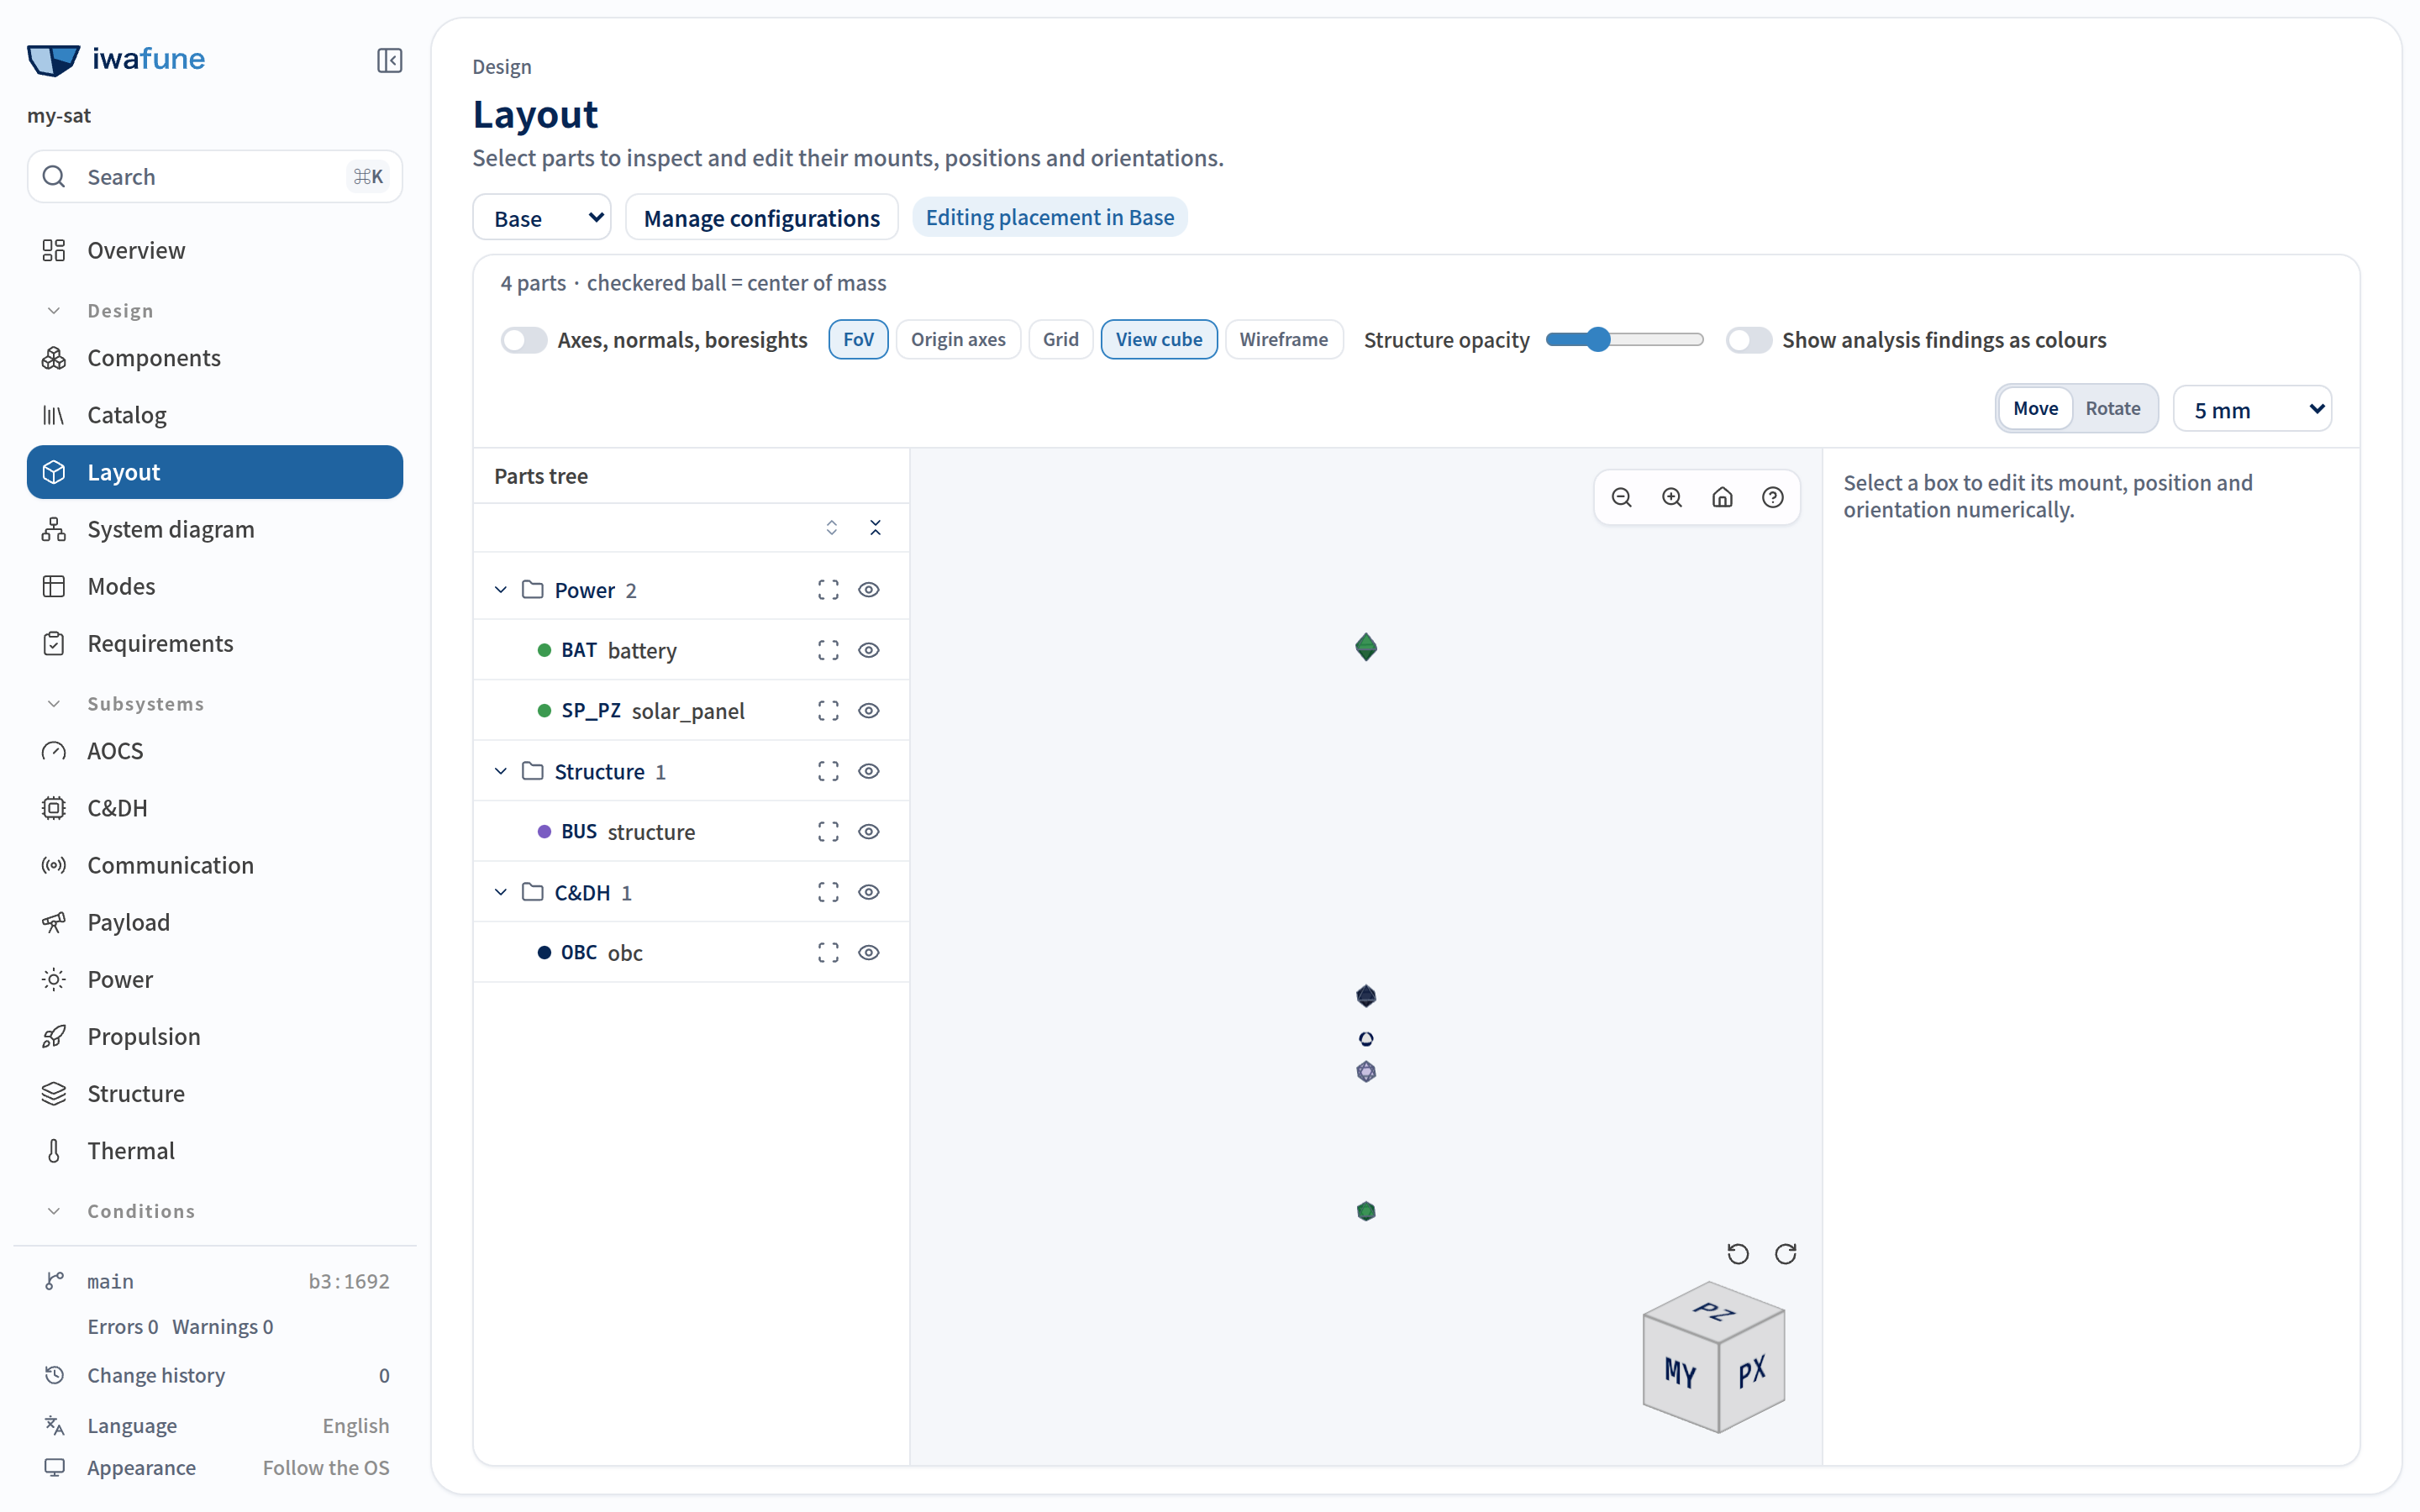 iwafune
my-sat
Search ⌘K
Overview
Design
Components
Catalog
Layout
System diagram
Modes
Requirements
Subsystems
AOCS
C&DH
Communication
Payload
Power
Propulsion
Structure
Thermal
Conditions
main b3:1692
Errors 0 Warnings 0
Change history 0
Language English
Appearance Follow the OS
Design
Layout
Select parts to inspect and edit their mounts, positions and orientations.
Base Manage configurations Editing placement in Base
4 parts · checkered ball = center of mass
Axes, normals, boresights FoV Origin axes Grid View cube Wireframe Structure opacity Show analysis findings as colours
Move Rotate 5 mm
Parts tree
Power 2
BAT battery
SP_PZ solar_panel
Structure 1
BUS structure
C&DH 1
OBC obc
PZ
MY PX
Select a box to edit its mount, position and
orientation numerically.